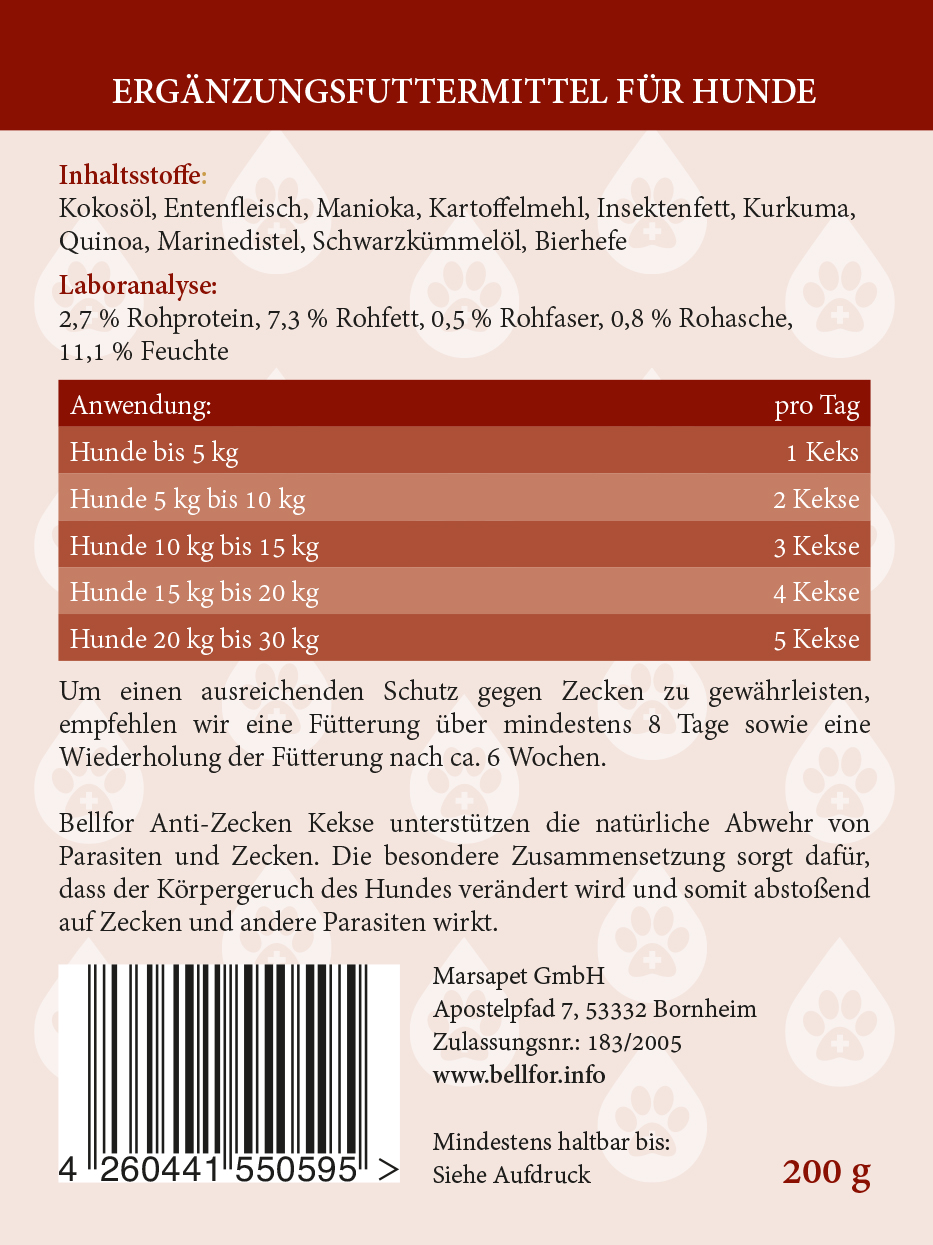 ERGÄNZUNGSFUTTERMITTEL FÜR HUNDE
Inhaltsstoffe:
Kokosöl, Entenfleisch, Manioka, Kartoffelmehl, Insektenfett, Kurkuma,
Quinoa, Marinedistel, Schwarzkümmelöl, Bierhefe
Laboranalyse:
2,7 % Rohprotein, 7,3 % Rohfett, 0,5 % Rohfaser, 0,8 % Rohasche,
11,1 % Feuchte
Anwendung: pro Tag
Hunde bis 5 kg 1 Keks
Hunde 5 kg bis 10 kg 2 Kekse
Hunde 10 kg bis 15 kg 3 Kekse
Hunde 15 kg bis 20 kg 4 Kekse
Hunde 20 kg bis 30 kg 5 Kekse
Um einen ausreichenden Schutz gegen Zecken zu gewährleisten,
empfehlen wir eine Fütterung über mindestens 8 Tage sowie eine
Wiederholung der Fütterung nach ca. 6 Wochen.
Bellfor Anti-Zecken Kekse unterstützen die natürliche Abwehr von
Parasiten und Zecken. Die besondere Zusammensetzung sorgt dafür,
dass der Körpergeruch des Hundes verändert wird und somit abstoßend
auf Zecken und andere Parasiten wirkt.
Marsapet GmbH
Apostelpfad 7, 53332 Bornheim
Zulassungsnr.: 183/2005
www.bellfor.info
Mindestens haltbar bis:
Siehe Aufdruck
200 g
4 260441 550595 >